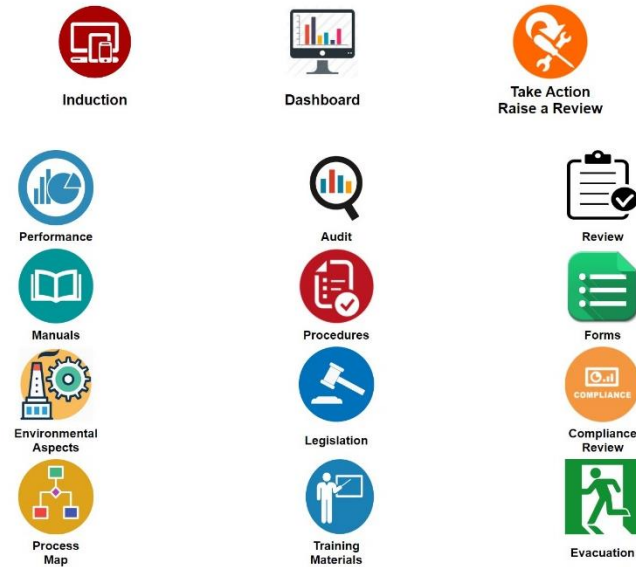 Induction
Dashboard
Take Action
Raise a Review
Performance
Audit
Review
Manuals
Procedures
Forms
COMPLIANCE
Environmental
Aspects
Legislation
Compliance
Review
Process
Map
Training
Materials
Evacuation